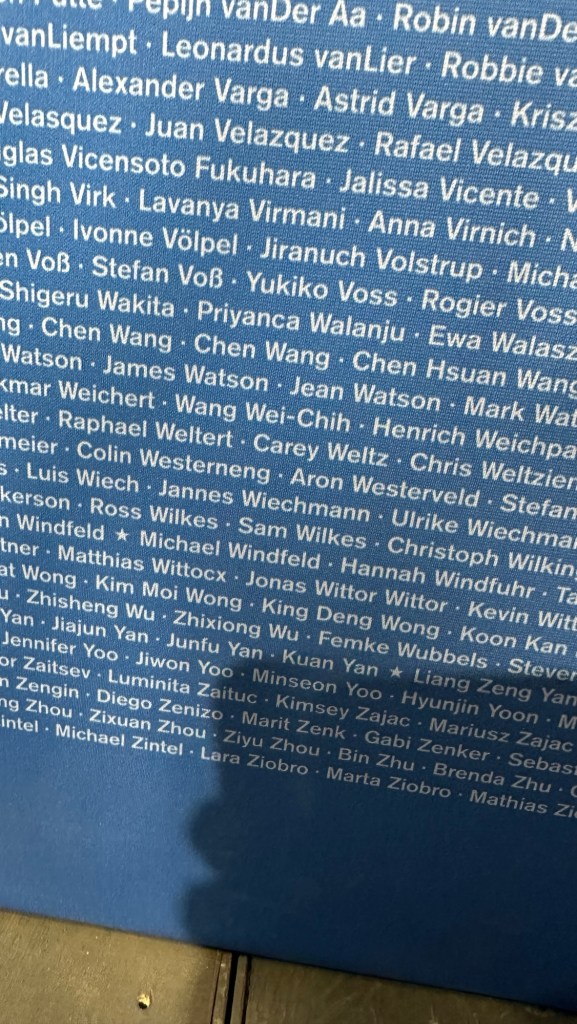 Pepijn vanDer Aa · Robin vanDe
vanLiempt · Leonardus vanLier · Robbie va
rella · Alexander Varga · Astrid Varga · Krisz
Velasquez · Juan Velazquez · Rafael Velazqu
glas Vicensoto Fukuhara · Jalissa Vicente · V
Singh Virk · Lavanya Virmani · Anna Virnich · N
ölpel · Ivonne Völpel · Jiranuch Volstrup · Micha
en Voß · Stefan Voß · Yukiko Voss · Rogier Voss
Shigeru Wakita · Priyanca Walanju · Ewa Walasz
ng · Chen Wang · Chen Wang · Chen Hsuan Wang
Watson · James Watson · Jean Watson · Mark Wat
kmar Weichert · Wang Wei-Chih · Henrich Weichpa
elter · Raphael Weltert · Carey Weltz · Chris Weltzien
meier · Colin Westerneng · Aron Westerveld · Stefan
s · Luis Wiech · Jannes Wiechmann · Ulrike Wiechmar
kerson · Ross Wilkes · Sam Wilkes · Christoph Wilkin
n Windfeld ★ Michael Windfeld · Hannah Windfuhr · Ta
tner · Matthias Wittocx · Jonas Wittor Wittor · Kevin Witt
at Wong · Kim Moi Wong · King Deng Wong · Koon Kan
u · Zhisheng Wu · Zhixiong Wu · Femke Wubbels · Steven
Yan · Jiajun Yan · Junfu Yan · Kuan Yan ★ Liang Zeng Yan
Jennifer Yoo · Jiwon Yoo · Minseon Yoo · Hyunjin Yoon · M
or Zaitsev · Luminita Zaituc · Kimsey Zajac · Mariusz Zajac
n Zengin · Diego Zenizo · Marit Zenk · Gabi Zenker · Sebast
ng Zhou · Zixuan Zhou · Ziyu Zhou · Bin Zhu · Brenda Zhu ·
intel · Michael Zintel · Lara Ziobro · Marta Ziobro · Mathias Zi